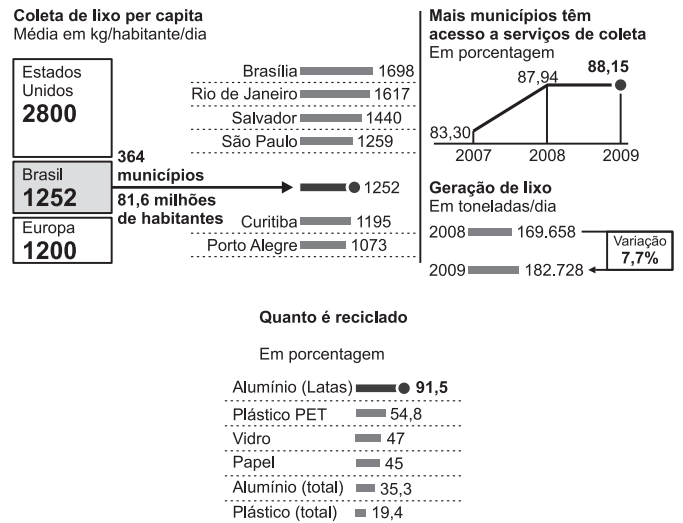 Coleta de lixo per capita
Média em kg/habitante/dia
Estados
Unidos
2800
Brasil
1252
Europa
1200
364
municípios
81,6 milhões
de habitantes
Brasília 1698
Rio de Janeiro 1617
Salvador 1440
São Paulo 1259
1252
Curitiba 1195
Porto Alegre 1073
Mais municípios têm
acesso a serviços de coleta
Em porcentagem
83,30
87,94
88,15
2007 2008 2009
Geração de lixo
Em toneladas/dia
2008 169.658
2009 182.728
Variação
7,7%
Quanto é reciclado
Em porcentagem
Alumínio (Latas) 91,5
Plástico PET 54,8
Vidro 47
Papel 45
Alumínio (total) 35,3
Plástico (total) 19,4